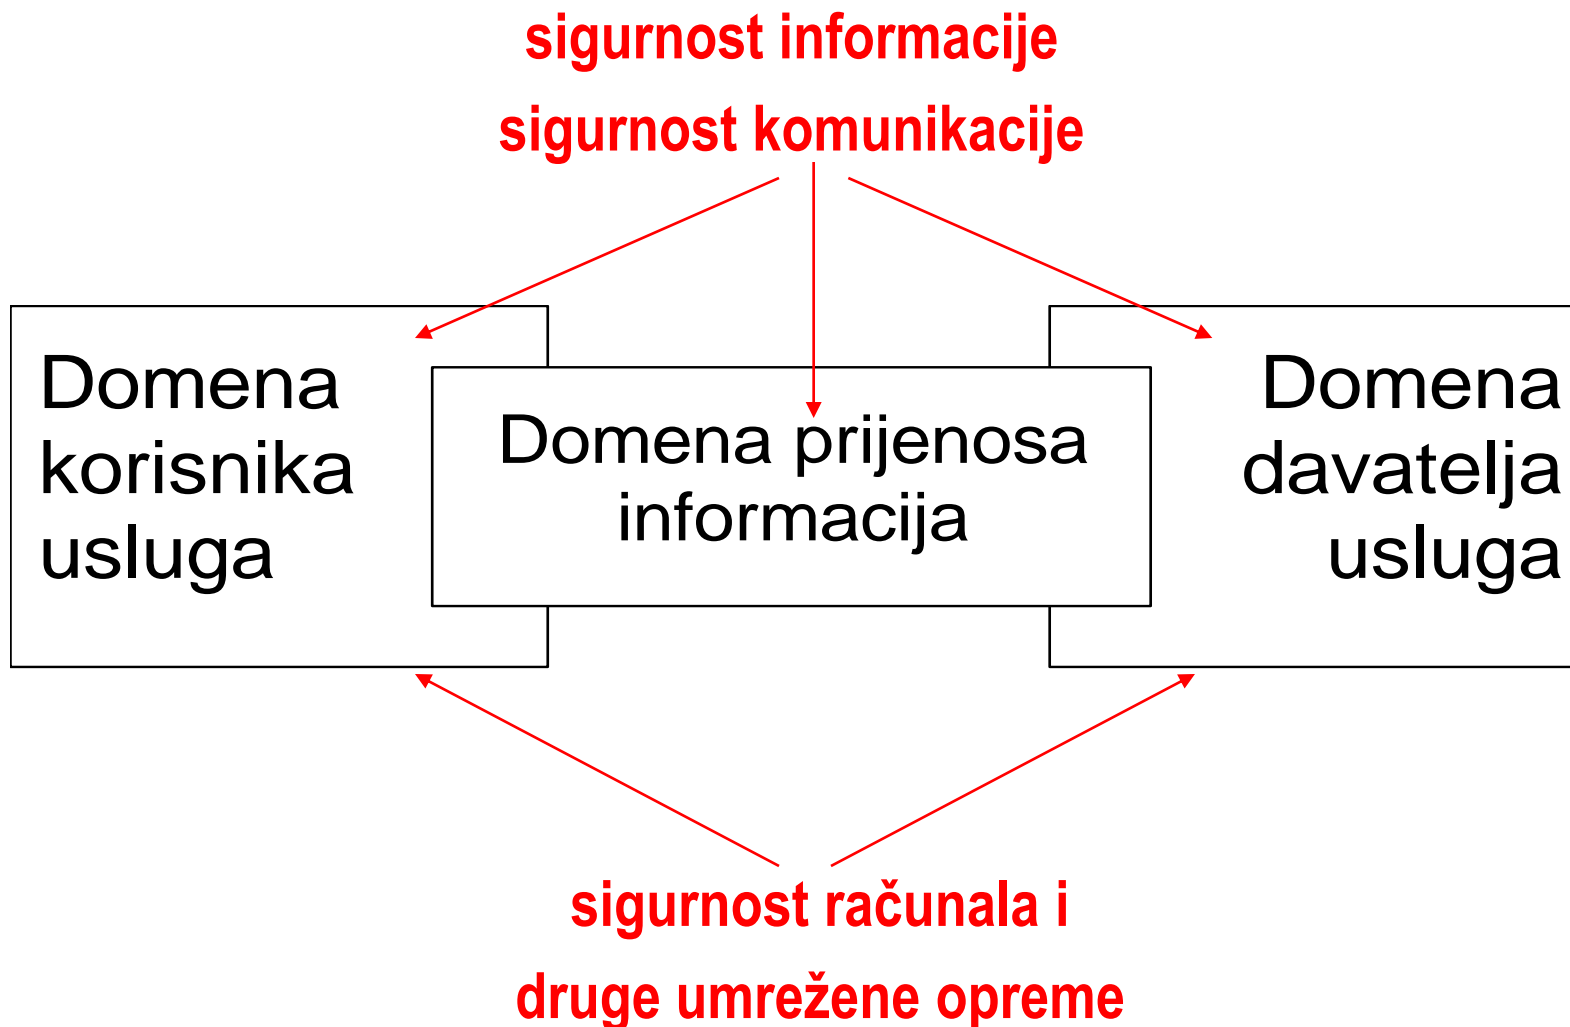 sigurnost informacije
sigurnost komunikacije
Domena
korisnika
usluga
Domena prijenosa
informacija
Domena
davatelja
usluga
sigurnost računala i
druge umrežene opreme